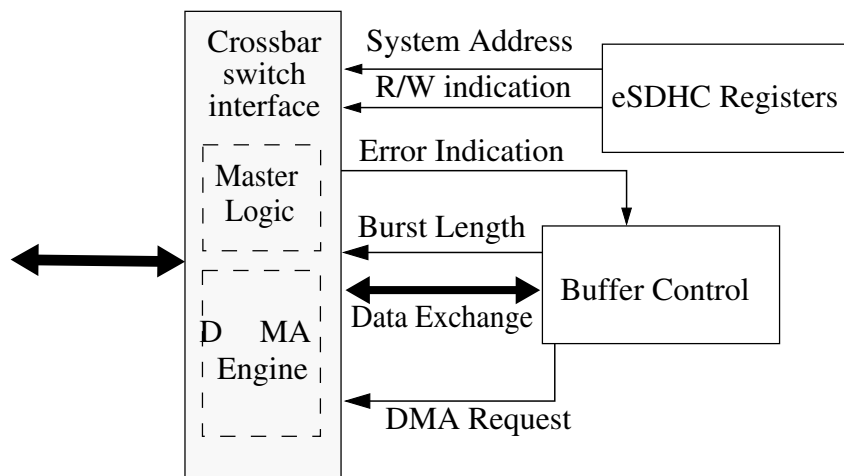 Crossbar
switch
interface
System Address
R/W indication
eSDHC Registers
Error Indication
Master
Logic
Burst Length
Buffer Control
Data Exchange
D MA
Engine
DMA Request